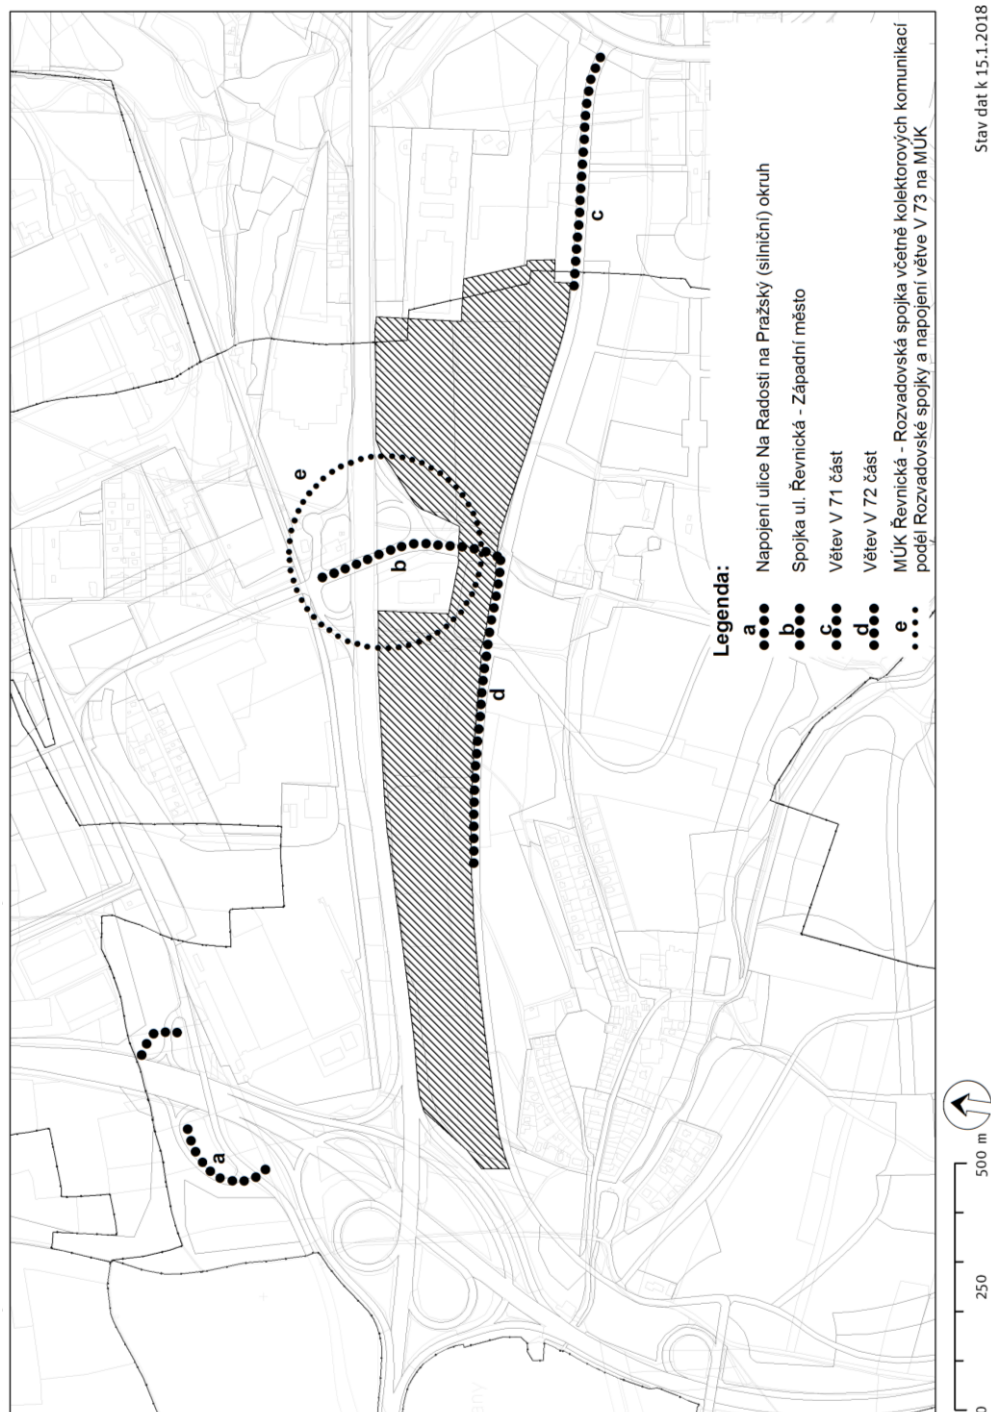 a
b
c
d
e
Legenda:
a Napojení ulice Na Radosti na Pražský (silniční) okruh
b Spojka ul. Řevnická - Západní město
c Větev V 71 část
d Větev V 72 část
e MÚK Řevnická - Rozvadovská spojka včetně kolektorových komunikací
podél Rozvadovské spojky a napojení větve V 73 na MÚK
0 250 500 m
Stav dat k 15.1.2018